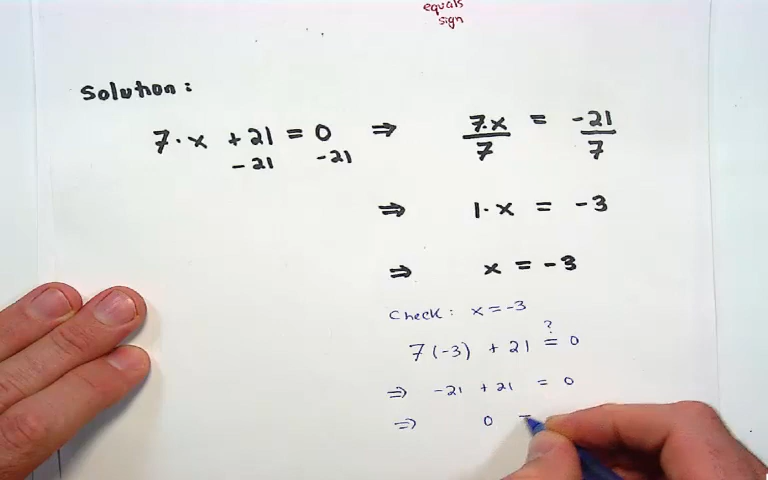 equals
sign
Solution:
7·x +21 = 0 ⇒ 7·x/7 = -21/7
-21 -21
⇒ 1·x = -3
⇒ x = -3
Check: x = -3
7(-3) + 21 ?= 0
⇒ -21 + 21 = 0
⇒ 0 =